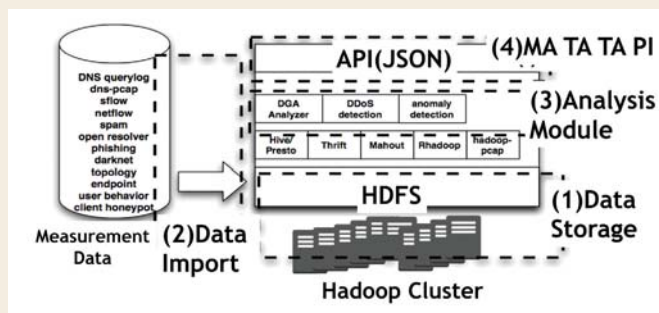 DNS querylog
dns-pcap
sflow
netflow
spam
open resolver
phishing
darknet
topology
endpoint
user behavior
client honeypot
Measurement
Data
(2)Data
Import
API(JSON)
(4)MA TA TA PI
DGA
Analyzer
DDoS
detection
anomaly
detection
(3)Analysis
Module
Hive/
Presto
Thrift
Mahout
Rhadoop
hadoop-
pcap
HDFS
(1)Data
Storage
Hadoop Cluster